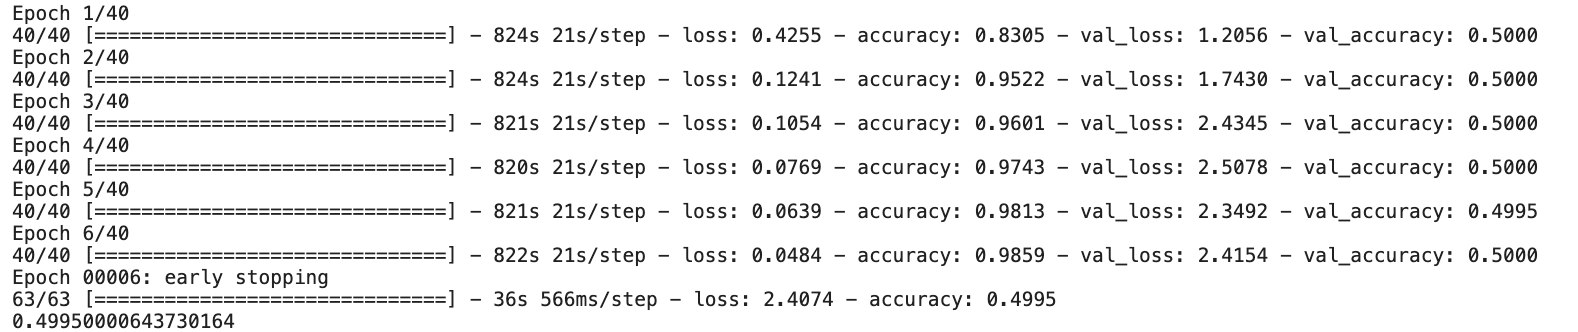 Epoch 1/40
40/40 [==============================] - 824s 21s/step - loss: 0.4255 - accuracy: 0.8305 - val_loss: 1.2056 - val_accuracy: 0.5000
Epoch 2/40
40/40 [==============================] - 824s 21s/step - loss: 0.1241 - accuracy: 0.9522 - val_loss: 1.7430 - val_accuracy: 0.5000
Epoch 3/40
40/40 [==============================] - 821s 21s/step - loss: 0.1054 - accuracy: 0.9601 - val_loss: 2.4345 - val_accuracy: 0.5000
Epoch 4/40
40/40 [==============================] - 820s 21s/step - loss: 0.0769 - accuracy: 0.9743 - val_loss: 2.5078 - val_accuracy: 0.5000
Epoch 5/40
40/40 [==============================] - 821s 21s/step - loss: 0.0639 - accuracy: 0.9813 - val_loss: 2.3492 - val_accuracy: 0.4995
Epoch 6/40
40/40 [==============================] - 822s 21s/step - loss: 0.0484 - accuracy: 0.9859 - val_loss: 2.4154 - val_accuracy: 0.5000
Epoch 00006: early stopping
63/63 [==============================] - 36s 566ms/step - loss: 2.4074 - accuracy: 0.4995
0.49950000643730164